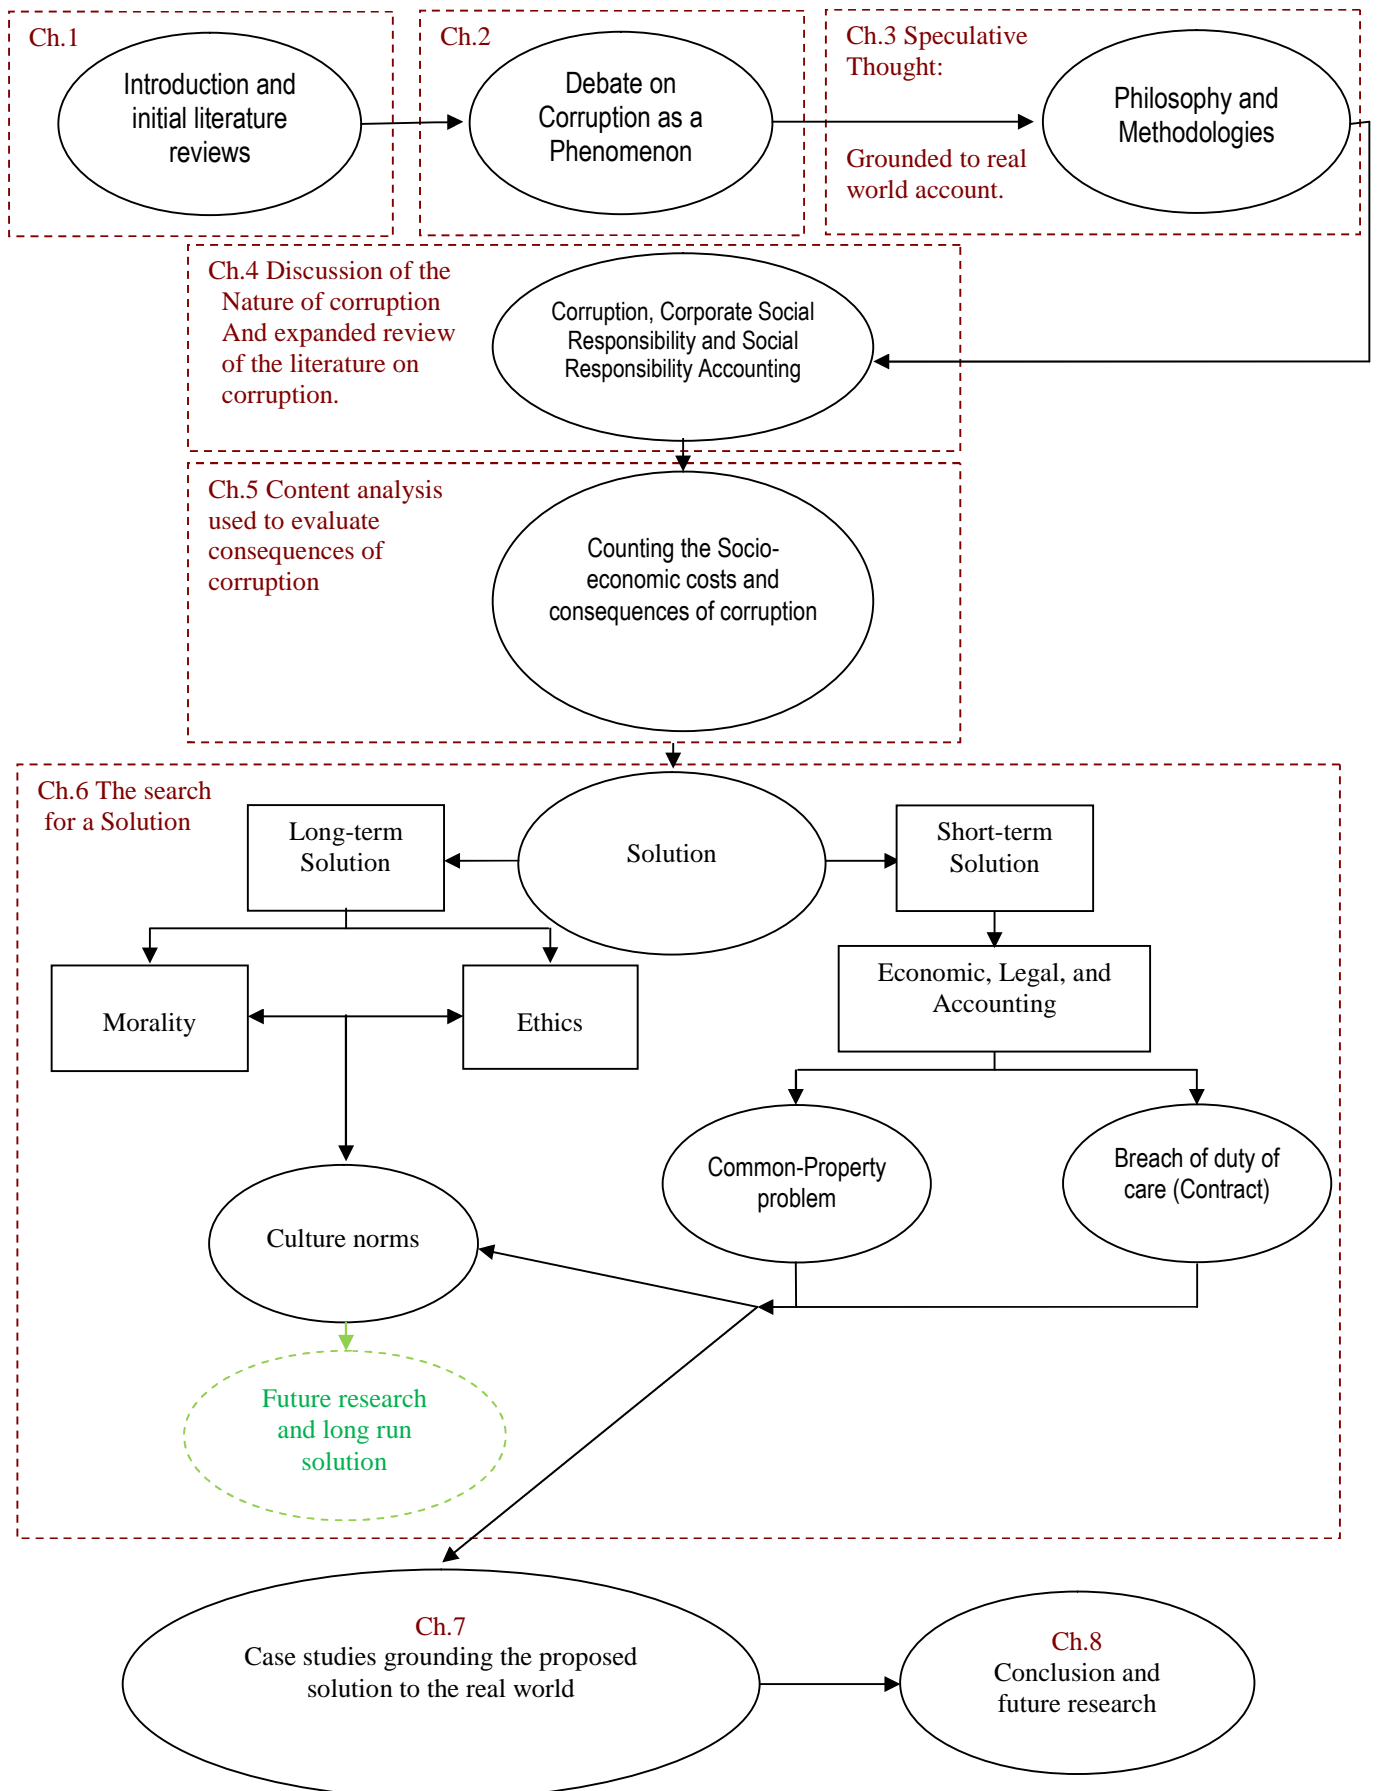 Ch.1
Introduction and
initial literature
reviews
Ch.2
Debate on
Corruption as a
Phenomenon
Ch.3 Speculative
Thought:
Grounded to real
world account.
Philosophy and
Methodologies
Ch.4 Discussion of the
Nature of corruption
And expanded review
of the literature on
corruption.
Corruption, Corporate Social
Responsibility and Social
Responsibility Accounting
Ch.5 Content analysis
used to evaluate
consequences of
corruption
Counting the Socio-
economic costs and
consequences of corruption
Ch.6 The search
for a Solution
Long-term
Solution
Solution
Short-term
Solution
Morality
Ethics
Economic, Legal, and
Accounting
Culture norms
Common-Property
problem
Breach of duty of
care (Contract)
Future research
and long run
solution
Ch.7
Case studies grounding the proposed
solution to the real world
Ch.8
Conclusion and
future research